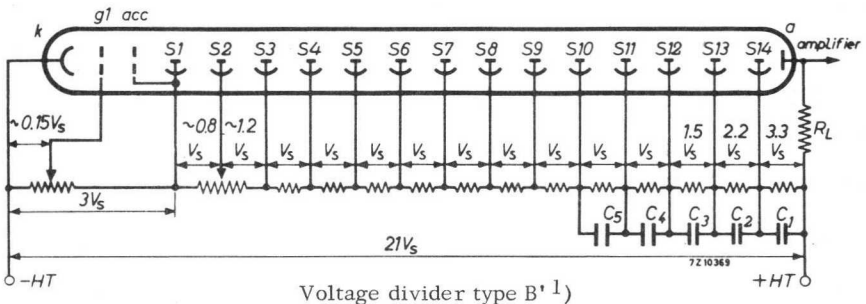 g1 acc
k S1 S2 S3 S4 S5 S6 S7 S8 S9 S10 S11 S12 S13 S14 a amplifier
~0.15Vs
~0.8 ~1.2 1.5 2.2 3.3 RL
Vs Vs Vs Vs Vs Vs Vs Vs Vs Vs Vs Vs Vs Vs
3Vs
C5 C4 C3 C2 C1
21Vs
7Z10369
-HT +HT
Voltage divider type B' 1)